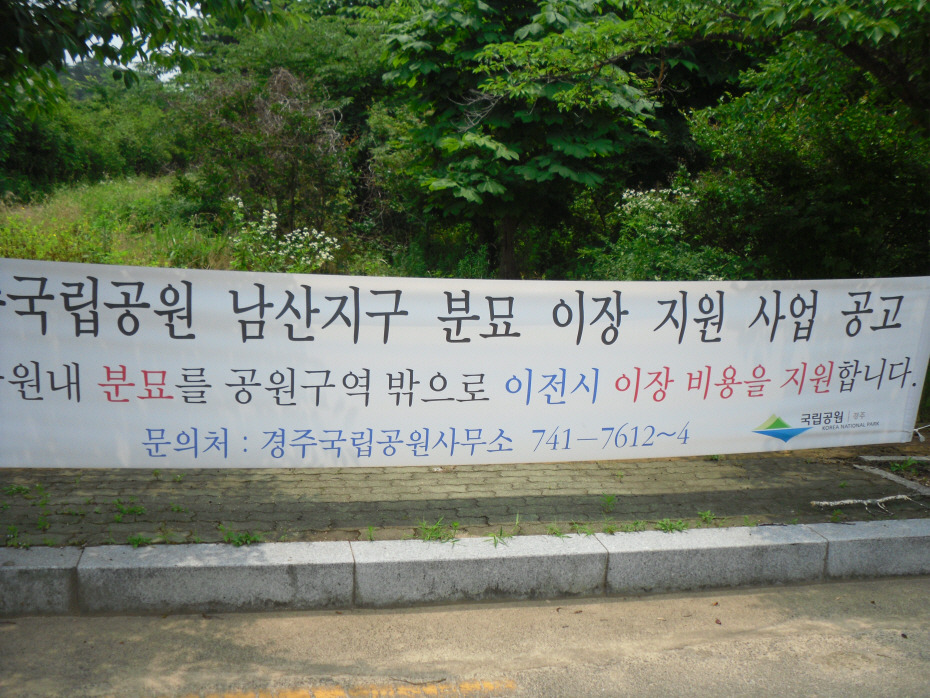 국립공원 남산지구 분묘 이장 지원 사업 공고
원내 분묘를 공원구역 밖으로 이전시 이장 비용을 지원합니다.
문의처 : 경주국립공원사무소 741-7612~4
국립공원 | 경주
KOREA NATIONAL PARK